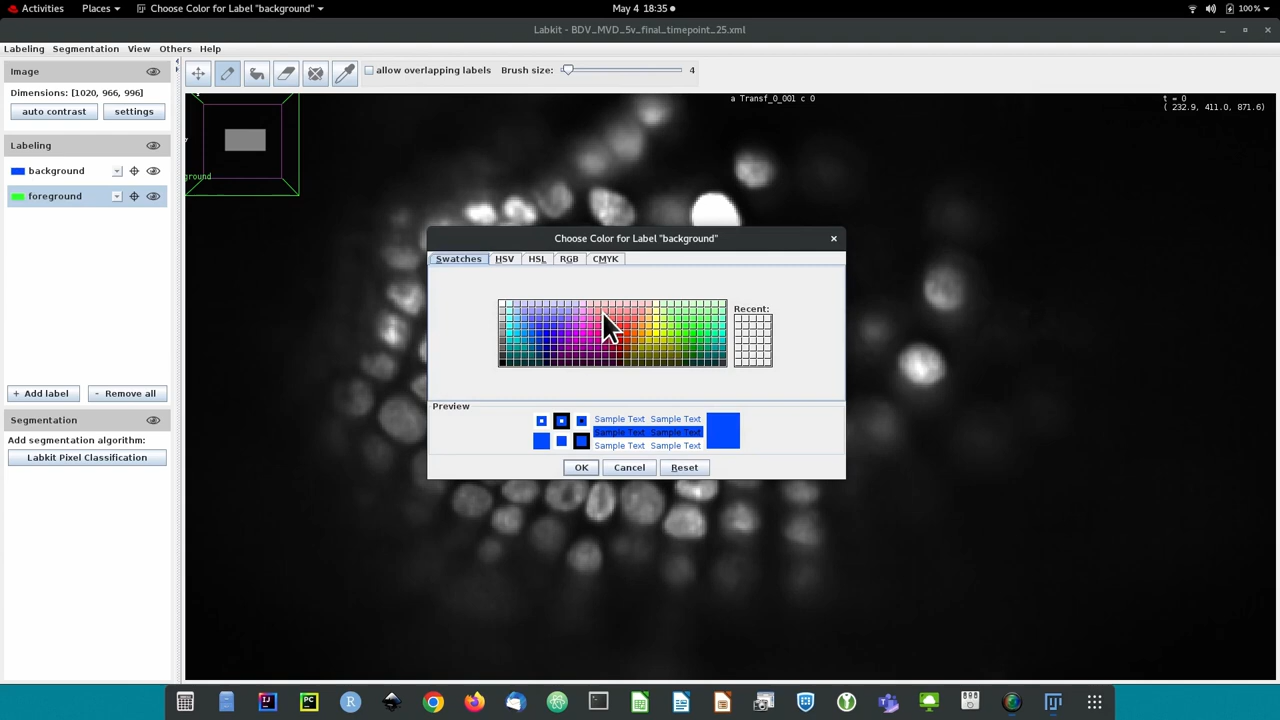 Activities Places Choose Color for Label "background" May 4 18:35 100%
Labkit - BDV_MVD_5v_final_timepoint_25.xml
Labeling Segmentation View Others Help
Image
allow overlapping labels Brush size: 4
Dimensions: [1020, 966, 996]
auto contrast settings
a Transf_0_001 c 0
t = 0
( 232.9, 411.0, 871.6)
Labeling
background
foreground
ground
Choose Color for Label "background"
Swatches HSV HSL RGB CMYK
Recent:
Preview
Sample Text Sample Text
Sample Text Sample Text
Sample Text Sample Text
OK Cancel Reset
+ Add label - Remove all
Segmentation
Add segmentation algorithm:
Labkit Pixel Classification